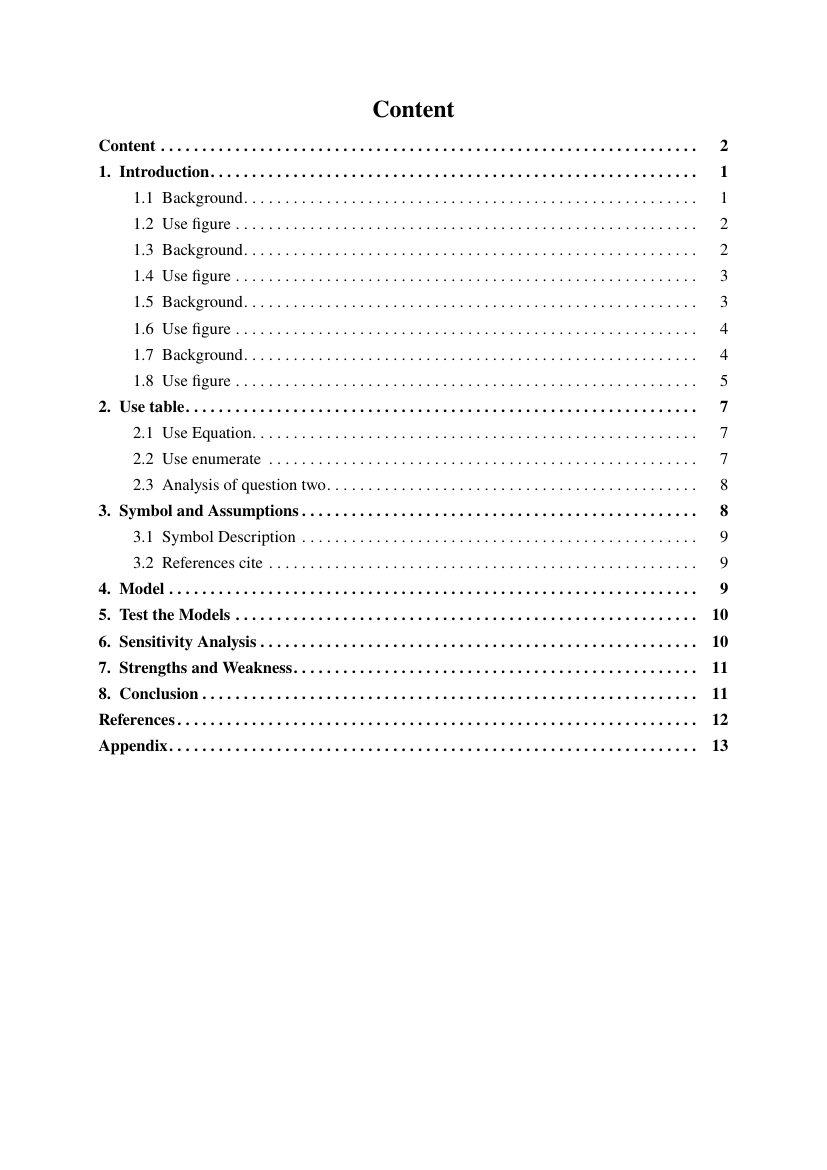 Content
Content . . . . . . . . . . . . . . . . . . . . . . . . . . . . . . . . . . . . . . . . . . . . . . . . . . . . . . . . . . . . . . . . . 2
1. Introduction. . . . . . . . . . . . . . . . . . . . . . . . . . . . . . . . . . . . . . . . . . . . . . . . . . . . . . . . . . . 1
1.1 Background. . . . . . . . . . . . . . . . . . . . . . . . . . . . . . . . . . . . . . . . . . . . . . . . . . . . . . . 1
1.2 Use figure . . . . . . . . . . . . . . . . . . . . . . . . . . . . . . . . . . . . . . . . . . . . . . . . . . . . . . . . 2
1.3 Background. . . . . . . . . . . . . . . . . . . . . . . . . . . . . . . . . . . . . . . . . . . . . . . . . . . . . . . 2
1.4 Use figure . . . . . . . . . . . . . . . . . . . . . . . . . . . . . . . . . . . . . . . . . . . . . . . . . . . . . . . . 3
1.5 Background. . . . . . . . . . . . . . . . . . . . . . . . . . . . . . . . . . . . . . . . . . . . . . . . . . . . . . . 3
1.6 Use figure . . . . . . . . . . . . . . . . . . . . . . . . . . . . . . . . . . . . . . . . . . . . . . . . . . . . . . . . 4
1.7 Background. . . . . . . . . . . . . . . . . . . . . . . . . . . . . . . . . . . . . . . . . . . . . . . . . . . . . . . 4
1.8 Use figure . . . . . . . . . . . . . . . . . . . . . . . . . . . . . . . . . . . . . . . . . . . . . . . . . . . . . . . . 5
2. Use table. . . . . . . . . . . . . . . . . . . . . . . . . . . . . . . . . . . . . . . . . . . . . . . . . . . . . . . . . . . . . . 7
2.1 Use Equation. . . . . . . . . . . . . . . . . . . . . . . . . . . . . . . . . . . . . . . . . . . . . . . . . . . . . . 7
2.2 Use enumerate . . . . . . . . . . . . . . . . . . . . . . . . . . . . . . . . . . . . . . . . . . . . . . . . . . . . 7
2.3 Analysis of question two. . . . . . . . . . . . . . . . . . . . . . . . . . . . . . . . . . . . . . . . . . . . . 8
3. Symbol and Assumptions . . . . . . . . . . . . . . . . . . . . . . . . . . . . . . . . . . . . . . . . . . . . . . . . 8
3.1 Symbol Description . . . . . . . . . . . . . . . . . . . . . . . . . . . . . . . . . . . . . . . . . . . . . . . . 9
3.2 References cite . . . . . . . . . . . . . . . . . . . . . . . . . . . . . . . . . . . . . . . . . . . . . . . . . . . . 9
4. Model . . . . . . . . . . . . . . . . . . . . . . . . . . . . . . . . . . . . . . . . . . . . . . . . . . . . . . . . . . . . . . . . 9
5. Test the Models . . . . . . . . . . . . . . . . . . . . . . . . . . . . . . . . . . . . . . . . . . . . . . . . . . . . . . . . 10
6. Sensitivity Analysis . . . . . . . . . . . . . . . . . . . . . . . . . . . . . . . . . . . . . . . . . . . . . . . . . . . . . 10
7. Strengths and Weakness. . . . . . . . . . . . . . . . . . . . . . . . . . . . . . . . . . . . . . . . . . . . . . . . . 11
8. Conclusion . . . . . . . . . . . . . . . . . . . . . . . . . . . . . . . . . . . . . . . . . . . . . . . . . . . . . . . . . . . . 11
References . . . . . . . . . . . . . . . . . . . . . . . . . . . . . . . . . . . . . . . . . . . . . . . . . . . . . . . . . . . . . . . 12
Appendix. . . . . . . . . . . . . . . . . . . . . . . . . . . . . . . . . . . . . . . . . . . . . . . . . . . . . . . . . . . . . . . . 13